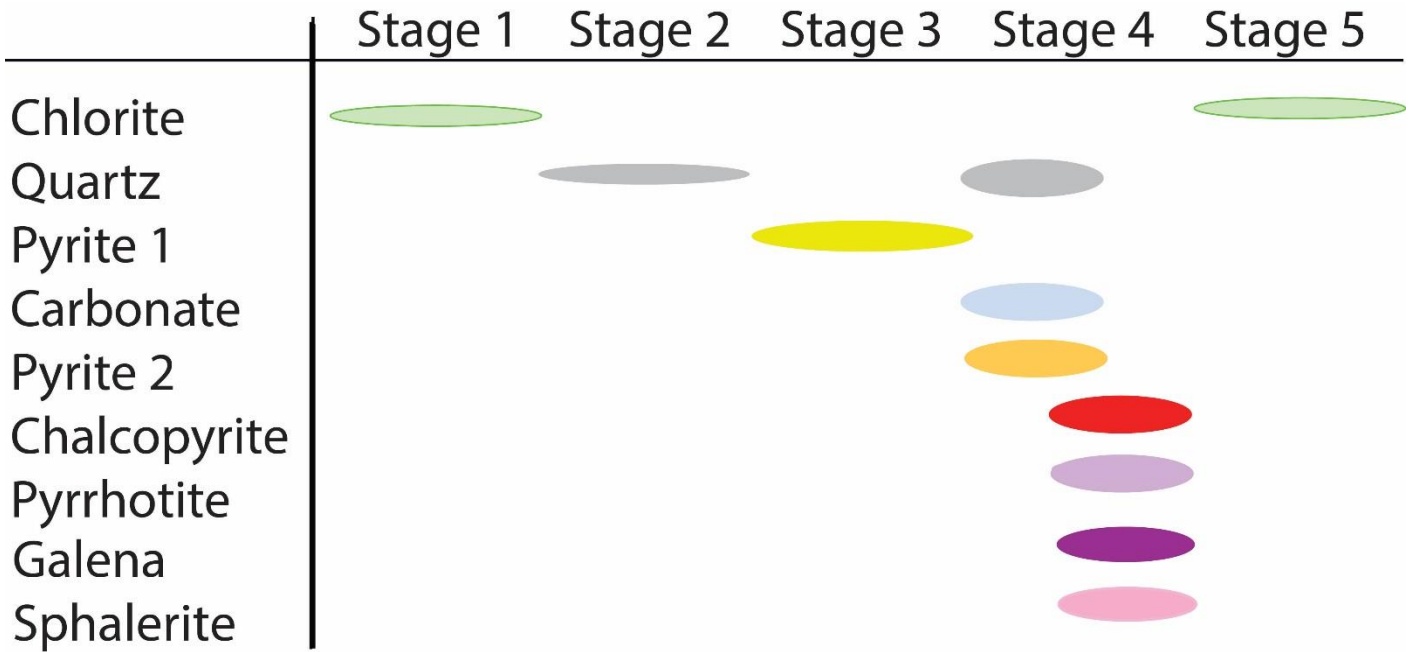 Stage 1 Stage 2 Stage 3 Stage 4 Stage 5
Chlorite
Quartz
Pyrite 1
Carbonate
Pyrite 2
Chalcopyrite
Pyrrhotite
Galena
Sphalerite